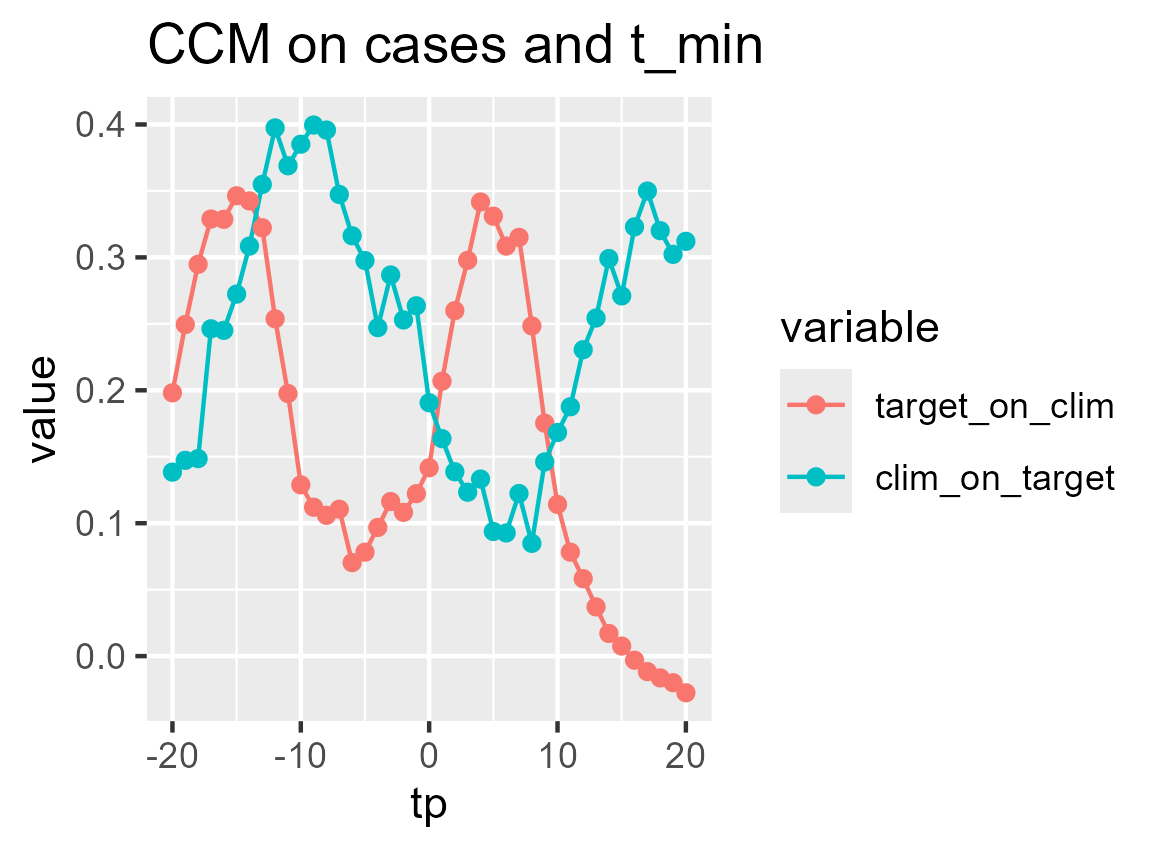 CCM on cases and t_min
0.4
0.3
0.2
0.1
0.0
value
-20 -10 0 10 20
tp
variable
target_on_clim
clim_on_target